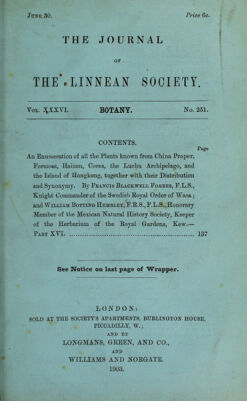 JUNE 30.
Price 6s.
THE JOURNAL
OF
THE LINNEAN SOCIETY.
VOL. XXXVI. BOTANY. No. 251.
CONTENTS.
Page
An Enumeration of all the Plants known from China Proper,
Formosa, Hainan, Corea, the Luchu Archipelago, and
the Island of Hongkong, together with their Distribution
and Synonymy. By FRANCIS BLACKWELL FORBES, F.L.S.,
Knight Commander of the Swedish Royal Order of Wasa;
and WILLIAM BOTTING HEMSLEY, F.R.S., F.L.S., Honorary
Member of the Mexican Natural History Society, Keeper
of the Herbarium of the Royal Gardens, Kew.—
PART XVI. ........................ 137
See Notice on last page of Wrapper.
LONDON:
SOLD AT THE SOCIETY'S APARTMENTS, BURLINGTON HOUSE,
PICCADILLY, W.;
AND BY
LONGMANS, GREEN, AND CO.,
AND
WILLIAMS AND NORGATE.
1903.